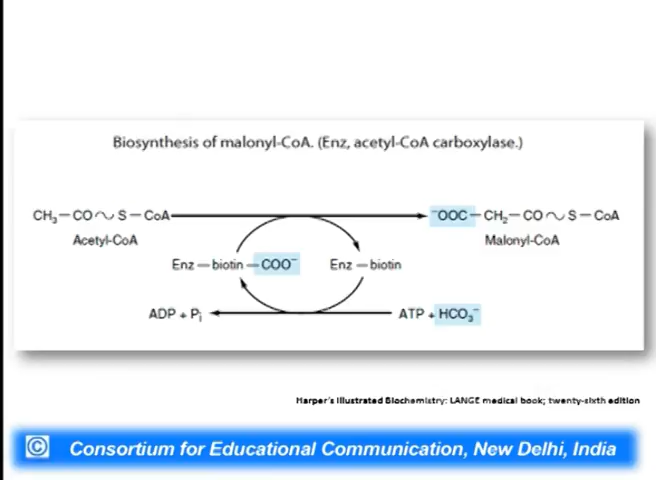 Biosynthesis of malonyl-CoA. (Enz, acetyl-CoA carboxylase.)
CH₃—CO∿S—CoA
⁻OOC—CH₂—CO∿S—CoA
Acetyl-CoA
Malonyl-CoA
Enz—biotin—COO⁻
Enz—biotin
ADP + Pᵢ
ATP + HCO₃⁻
Harper's Illustrated Biochemistry: LANGE medical book; twenty-sixth edition
© Consortium for Educational Communication, New Delhi, India